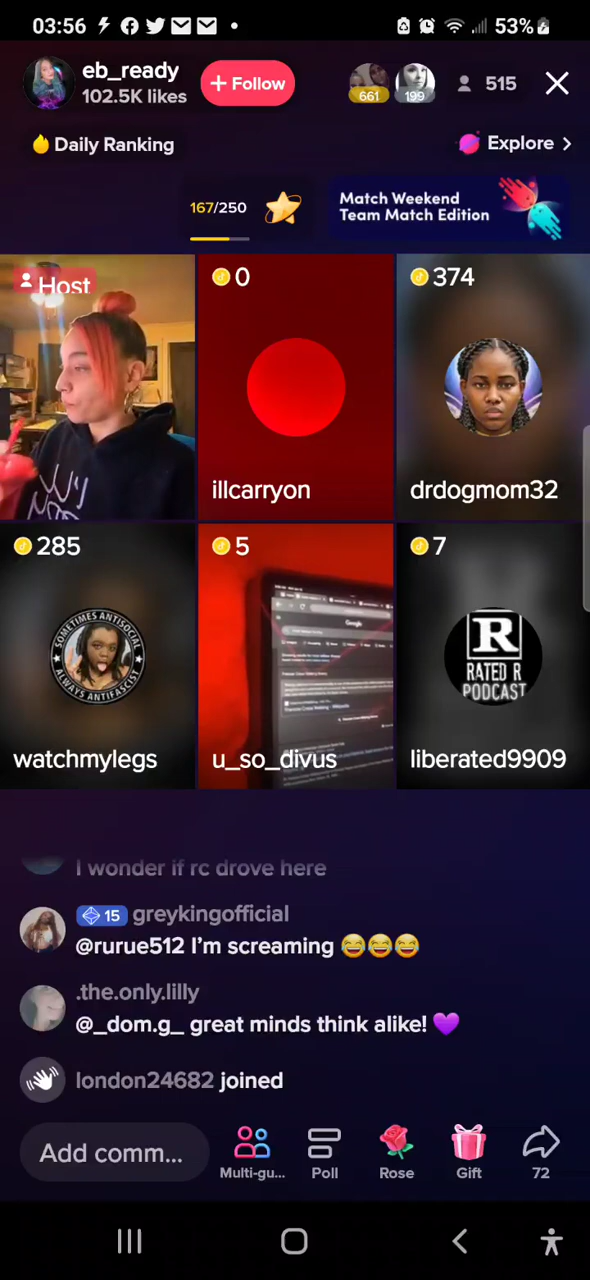 03:56
53%
eb_ready
102.5K likes
+ Follow
661
199
515
Daily Ranking
Explore >
167/250
Match Weekend
Team Match Edition
Host
0
374
illcarryon
drdogmom32
285
5
7
SOMETIMES ANTISOCIAL
ALWAYS ANTIFASCIST
Google
R
RATED R
PODCAST
watchmylegs
u_so_divus
liberated9909
I wonder if rc drove here
15 greykingofficial
@rurue512 I'm screaming 😂😂😂
.the.only.lilly
@_dom.g_ great minds think alike! 💜
london24682 joined
Add comm...
Multi-gu...
Poll
Rose
Gift
72